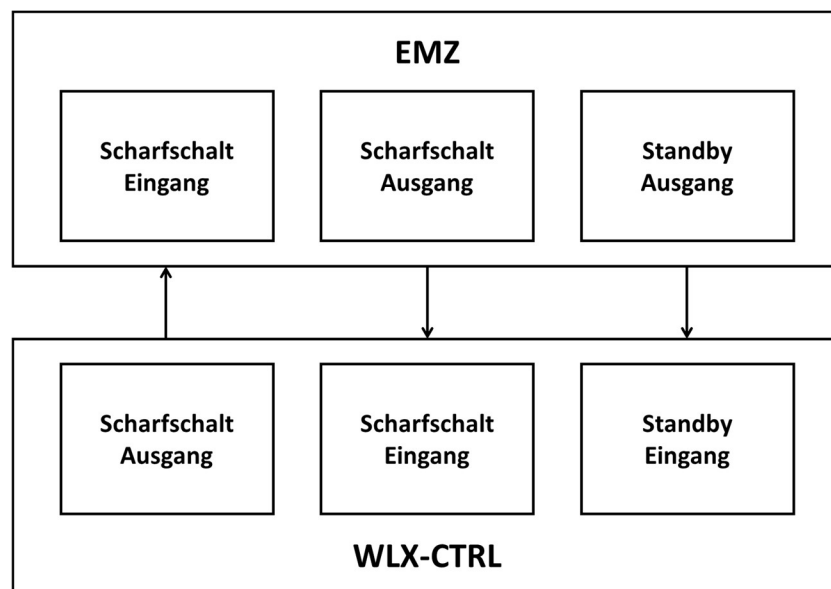 EMZ
Scharfschalt
Eingang
Scharfschalt
Ausgang
Standby
Ausgang
Scharfschalt
Ausgang
Scharfschalt
Eingang
Standby
Eingang
WLX-CTRL